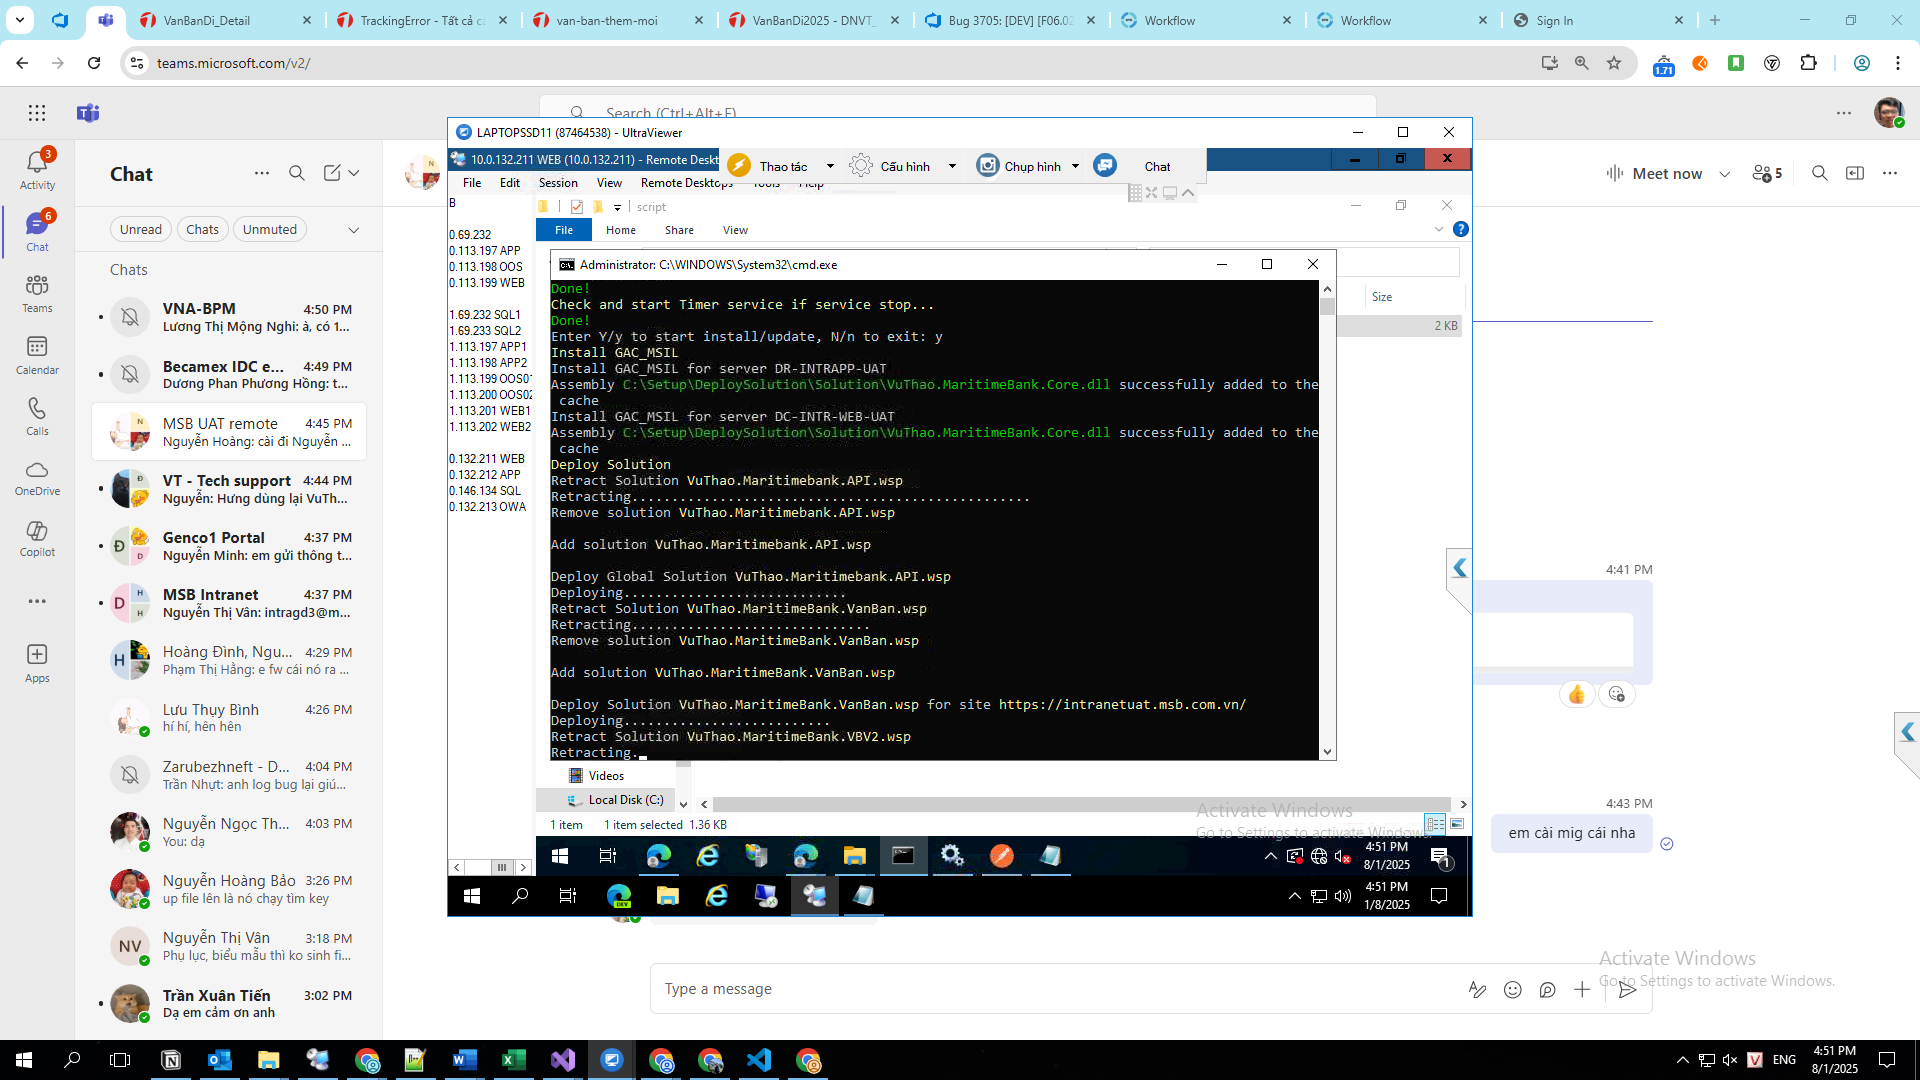 VanBanDi_Detail
TrackingError - Tất cả cá
van-ban-them-moi
VanBanDi2025 - DNVT_
Bug 3705: [DEV] [F06.02
Workflow
Workflow
Sign In
teams.microsoft.com/v2/
1.71
Search (Ctrl+Alt+E)
3
Activity
6
Chat
Teams
Calendar
Calls
OneDrive
Copilot
Apps
Chat
Unread
Chats
Unmuted
Chats
VNA-BPM 4:50 PM
Lương Thị Mộng Nghi: à, có 1...
Becamex IDC e... 4:49 PM
Dương Phan Phương Hồng: t...
MSB UAT remote 4:45 PM
Nguyễn Hoàng: cài đi Nguyễn ...
VT - Tech support 4:44 PM
Nguyễn: Hưng dùng lại VuTh...
Genco1 Portal 4:37 PM
Nguyễn Minh: em gửi thông t...
MSB Intranet 4:37 PM
Nguyễn Thị Vân: intragd3@m...
Hoàng Đình, Ngu... 4:29 PM
Phạm Thị Hằng: e fw cái nó ra ...
Lưu Thụy Bình 4:26 PM
hí hí, hên hên
Zarubezhneft - D... 4:04 PM
Trần Nhựt: anh log bug lại giú...
Nguyễn Ngọc Th... 4:03 PM
You: dạ
Nguyễn Hoàng Bảo 3:26 PM
up file lên là nó chạy tìm key
NV
Nguyễn Thị Vân 3:18 PM
Phụ lục, biểu mẫu thì ko sinh fi...
Trần Xuân Tiến 3:02 PM
Dạ em cảm ơn anh
Meet now
5
4:41 PM
4:43 PM
em cài mig cái nha
Type a message
LAPTOPSSD11 (87464538) - UltraViewer
10.0.132.211 WEB (10.0.132.211) - Remote Deskt
Thao tác
Cấu hình
Chụp hình
Chat
File Edit Session View Remote Desktops Tools Help
B
0.69.232
0.113.197 APP
0.113.198 OOS
0.113.199 WEB
1.69.232 SQL1
1.69.233 SQL2
1.113.197 APP1
1.113.198 APP2
1.113.199 OOS01
1.113.200 OOS02
1.113.201 WEB1
1.113.202 WEB2
0.132.211 WEB
0.132.212 APP
0.146.134 SQL
0.132.213 OWA
script
File Home Share View
Size
2 KB
Administrator: C:\WINDOWS\System32\cmd.exe
Done!
Check and start Timer service if service stop...
Done!
Enter Y/y to start install/update, N/n to exit: y
Install GAC_MSIL
Install GAC_MSIL for server DR-INTRAPP-UAT
Assembly C:\Setup\DeploySolution\Solution\VuThao.MaritimeBank.Core.dll successfully added to the
cache
Install GAC_MSIL for server DC-INTR-WEB-UAT
Assembly C:\Setup\DeploySolution\Solution\VuThao.MaritimeBank.Core.dll successfully added to the
cache
Deploy Solution
Retract Solution VuThao.Maritimebank.API.wsp
Retracting..................................................
Remove solution VuThao.Maritimebank.API.wsp
Add solution VuThao.Maritimebank.API.wsp
Deploy Global Solution VuThao.Maritimebank.API.wsp
Deploying............................
Retract Solution VuThao.MaritimeBank.VanBan.wsp
Retracting..............................
Remove solution VuThao.MaritimeBank.VanBan.wsp
Add solution VuThao.MaritimeBank.VanBan.wsp
Deploy Solution VuThao.MaritimeBank.VanBan.wsp for site https://intranetuat.msb.com.vn/
Deploying..........................
Retract Solution VuThao.MaritimeBank.VBV2.wsp
Retracting.
Videos
Local Disk (C:)
1 item 1 item selected 1.36 KB
Activate Windows
Go to Settings to activate Windows.
4:51 PM
8/1/2025
1
4:51 PM
1/8/2025
Activate Windows
Go to Settings to activate Windows.
ENG
4:51 PM
8/1/2025